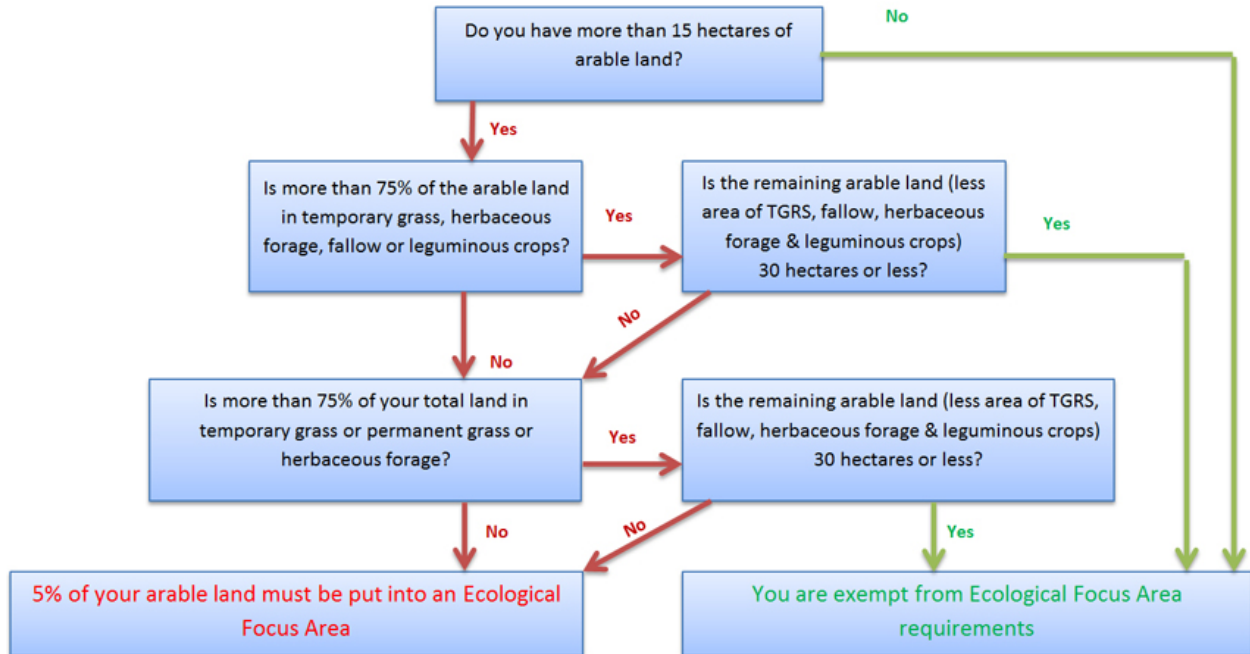 Do you have more than 15 hectares of
arable land?
No
Yes
Is more than 75% of the arable land
in temporary grass, herbaceous
forage, fallow or leguminous crops?
Yes
Is the remaining arable land (less
area of TGRS, fallow, herbaceous
forage & leguminous crops)
30 hectares or less?
Yes
No
No
Is more than 75% of your total land in
temporary grass or permanent grass or
herbaceous forage?
Yes
Is the remaining arable land (less area of TGRS,
fallow, herbaceous forage & leguminous crops)
30 hectares or less?
No
No
Yes
5% of your arable land must be put into an Ecological
Focus Area
You are exempt from Ecological Focus Area
requirements